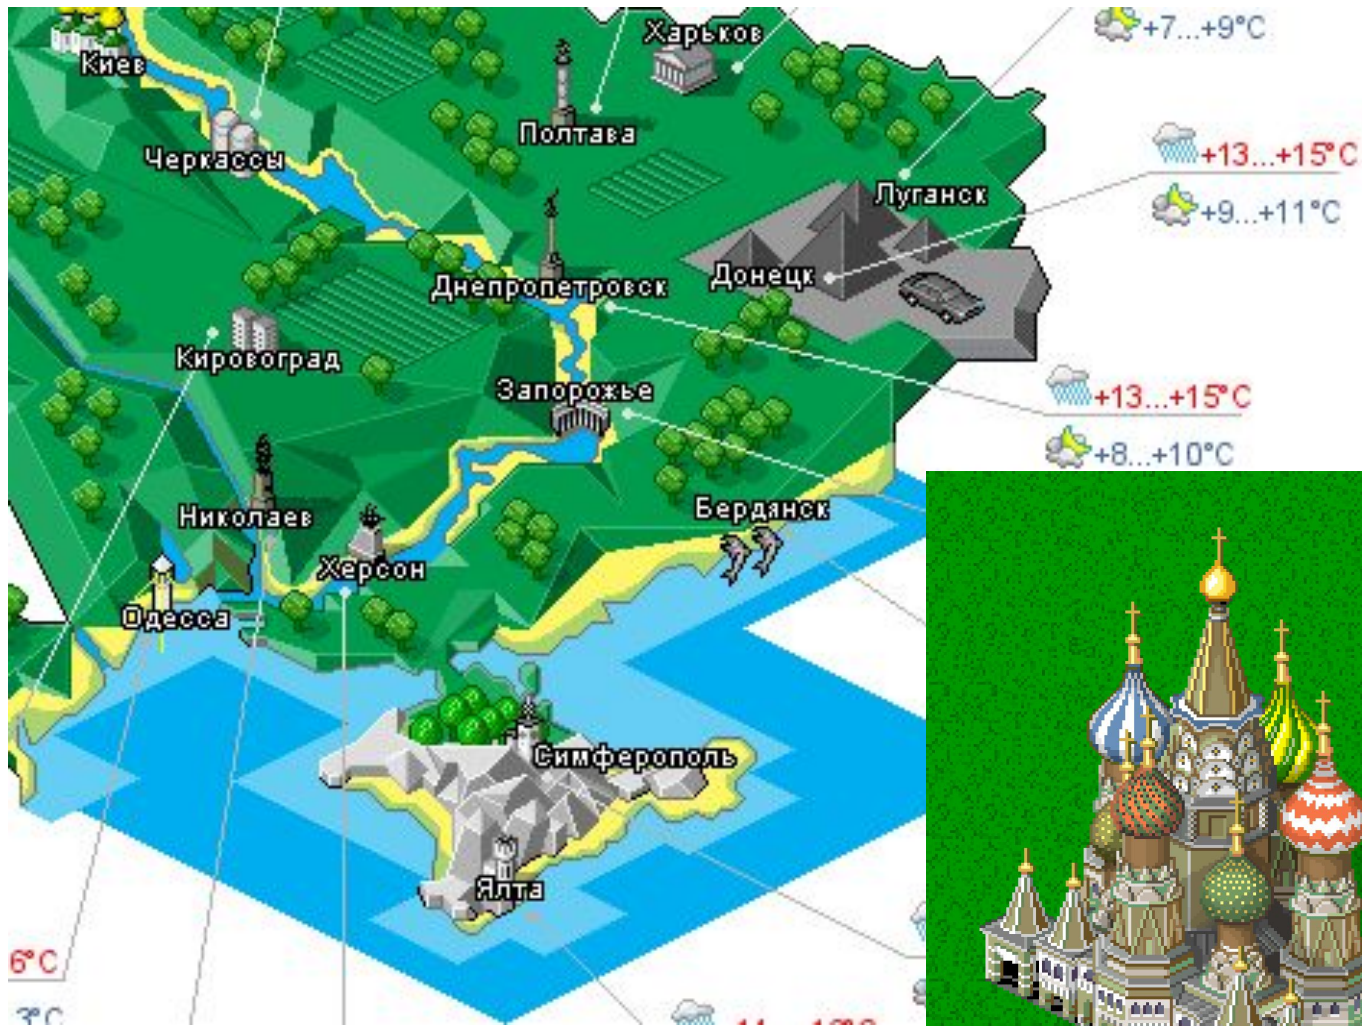 +7...+9°C
Харьков
Киев
Полтава
Черкассы
+13...+15°C
Луганск
+9...+11°C
Донецк
Днепропетровск
Кировоград
Запорожье
+13...+15°C
+8...+10°C
Бердянск
Николаев
Херсон
Одесса
Симферополь
Ялта
6°C
3°C